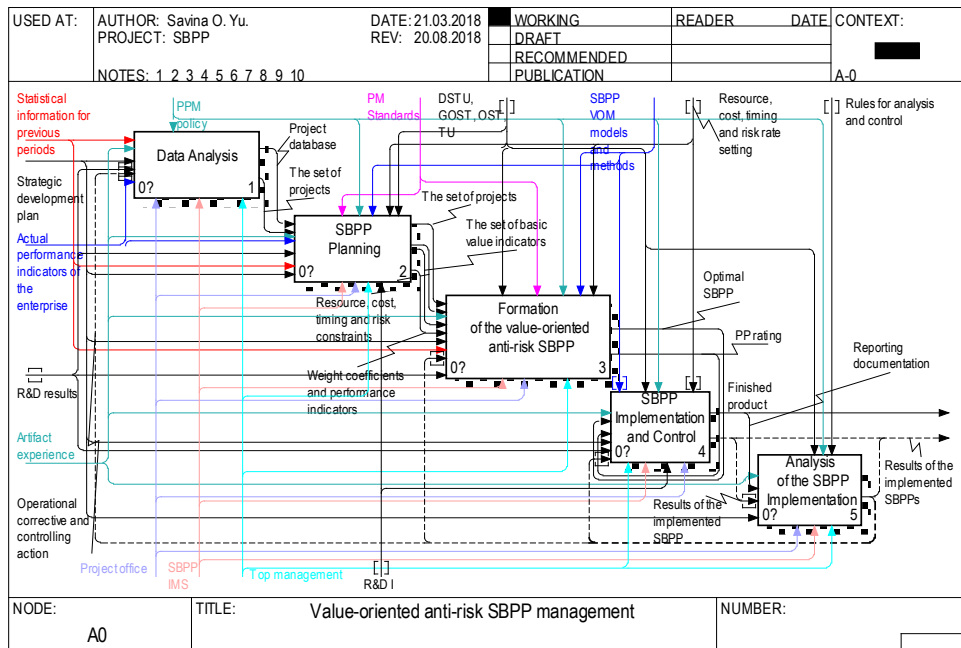 USED AT:
AUTHOR: Savina O. Yu.
DATE: 21.03.2018
PROJECT: SBPP
REV: 20.08.2018
NOTES: 1 2 3 4 5 6 7 8 9 10
WORKING
DRAFT
RECOMMENDED
PUBLICATION
READER
DATE
CONTEXT:
A-0
Statistical
information for
previous
periods
PPM
policy
PM
Standards
DSTU,
GOST, OST,
TU
SBPP
VOM
models
and
methods
Resource,
cost, timing
and risk rate
setting
Rules for analysis
and control
Data Analysis
0?
1
Project
database
The set of
projects
Strategic
development
plan
Actual
performance
indicators of
the
enterprise
SBPP
Planning
0?
2
The set of projects
The set of basic
value indicators
Resource, cost,
timing and risk
constraints
Formation
of the value-oriented
anti-risk SBPP
0?
3
Optimal
SBPP
PP rating
Reporting
documentation
R&D results
Weight coefficients
and performance
indicators
SBPP
Implementation
and Control
0?
4
Finished
product
Artifact
experience
Analysis
of the SBPP
Implementation
0?
5
Results of the
implemented
SBPPs
Results of the
implemented
SBPP
Operational
corrective and
controlling
action
Project office
SBPP
IMS
Top management
R&D I
NODE:
A0
TITLE:
Value-oriented anti-risk SBPP management
NUMBER: